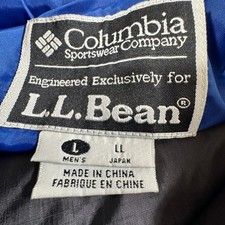 Columbia
Sportswear Company
Engineered Exclusively for
L.L.Bean®
L LL
MEN'S JAPAN
MADE IN CHINA
FABRIQUE EN CHINE